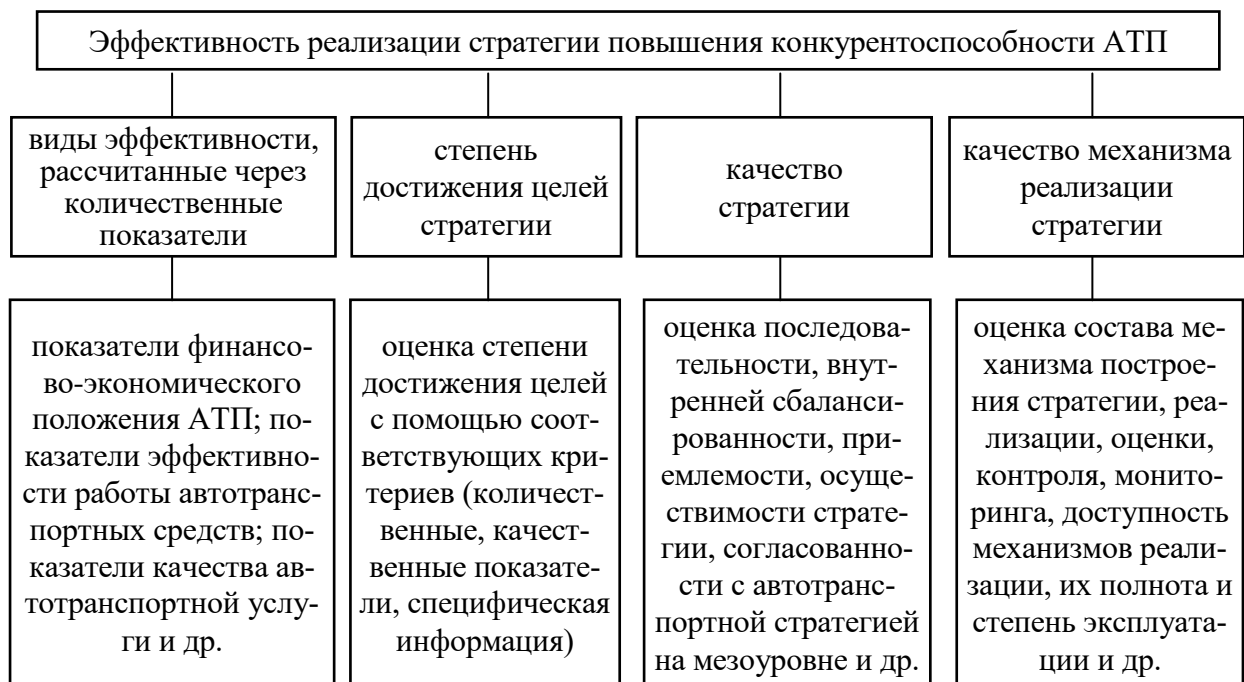 Эффективность реализации стратегии повышения конкурентоспособности АТП
виды эффективности,
рассчитанные через
количественные
показатели
степень
достижения целей
стратегии
качество
стратегии
качество механизма
реализации
стратегии
показатели финансо-
во-экономического
положения АТП; по-
казатели эффективно-
сти работы автотранс-
портных средств; по-
казатели качества ав-
тотранспортной услу-
ги и др.
оценка степени
достижения целей
с помощью соот-
ветствующих кри-
териев (количест-
венные, качест-
венные показате-
ли, специфическая
информация)
оценка последова-
тельности, внут-
ренней сбаланси-
рованности, при-
емлемости, осуще-
ствимости страте-
гии, согласованно-
сти с автотранс-
портной стратегией
на мезоуровне и др.
оценка состава ме-
ханизма построе-
ния стратегии, реа-
лизации, оценки,
контроля, монито-
ринга, доступность
механизмов реали-
зации, их полнота и
степень эксплуата-
ции и др.